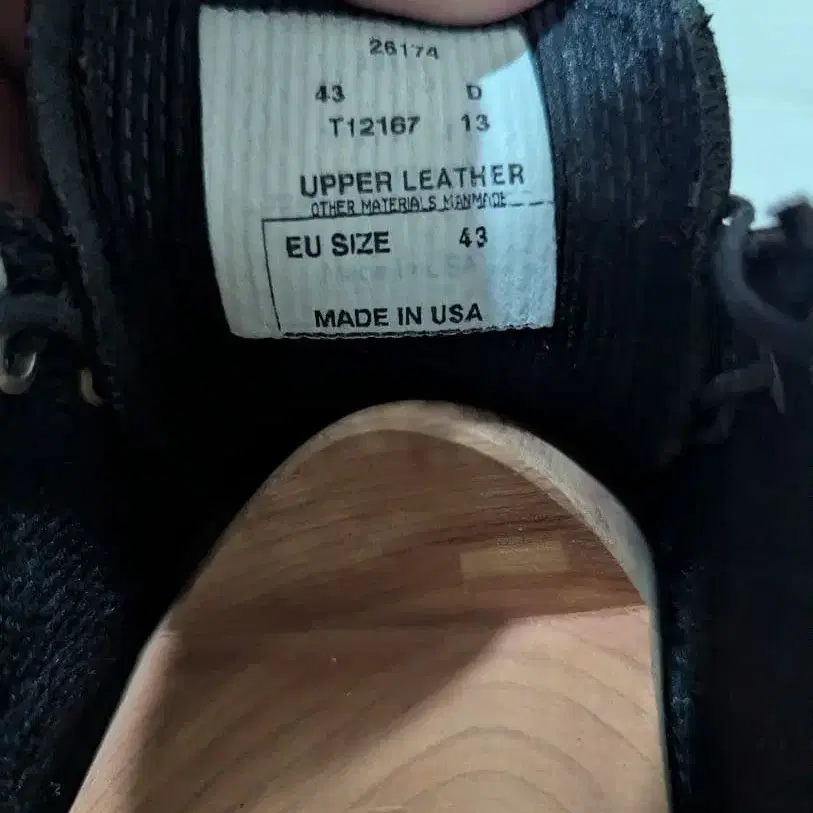 26174
43 D
T12167 13
UPPER LEATHER
OTHER MATERIALS MANMADE
EU SIZE 43
MADE IN USA